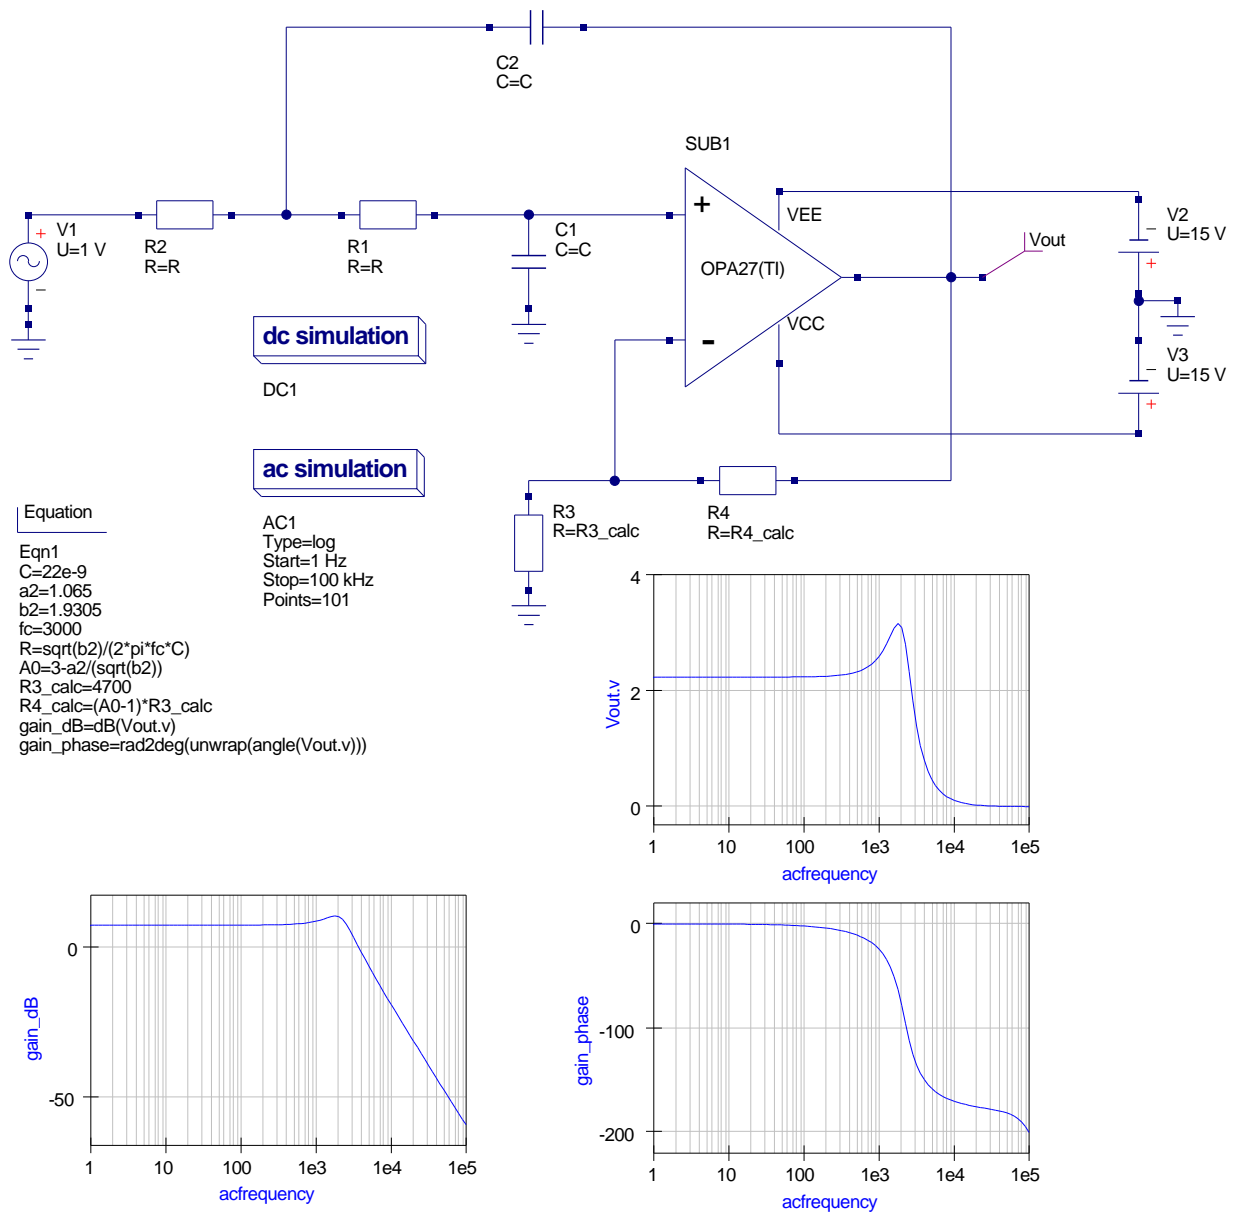 C2
C=C
SUB1
+
VEE
OPA27(TI)
VCC
-
V1
U=1 V
+
−
R2
R=R
R1
R=R
C1
C=C
Vout
V2
U=15 V
−
+
V3
U=15 V
−
+
dc simulation
DC1
ac simulation
AC1
Type=log
Start=1 Hz
Stop=100 kHz
Points=101
R3
R=R3_calc
R4
R=R4_calc
Equation
Eqn1
C=22e-9
a2=1.065
b2=1.9305
fc=3000
R=sqrt(b2)/(2*pi*fc*C)
A0=3-a2/(sqrt(b2))
R3_calc=4700
R4_calc=(A0-1)*R3_calc
gain_dB=dB(Vout.v)
gain_phase=rad2deg(unwrap(angle(Vout.v)))
4
2
0
Vout.v
1 10 100 1e3 1e4 1e5
acfrequency
0
-50
gain_dB
1 10 100 1e3 1e4 1e5
acfrequency
0
-100
-200
gain_phase
1 10 100 1e3 1e4 1e5
acfrequency